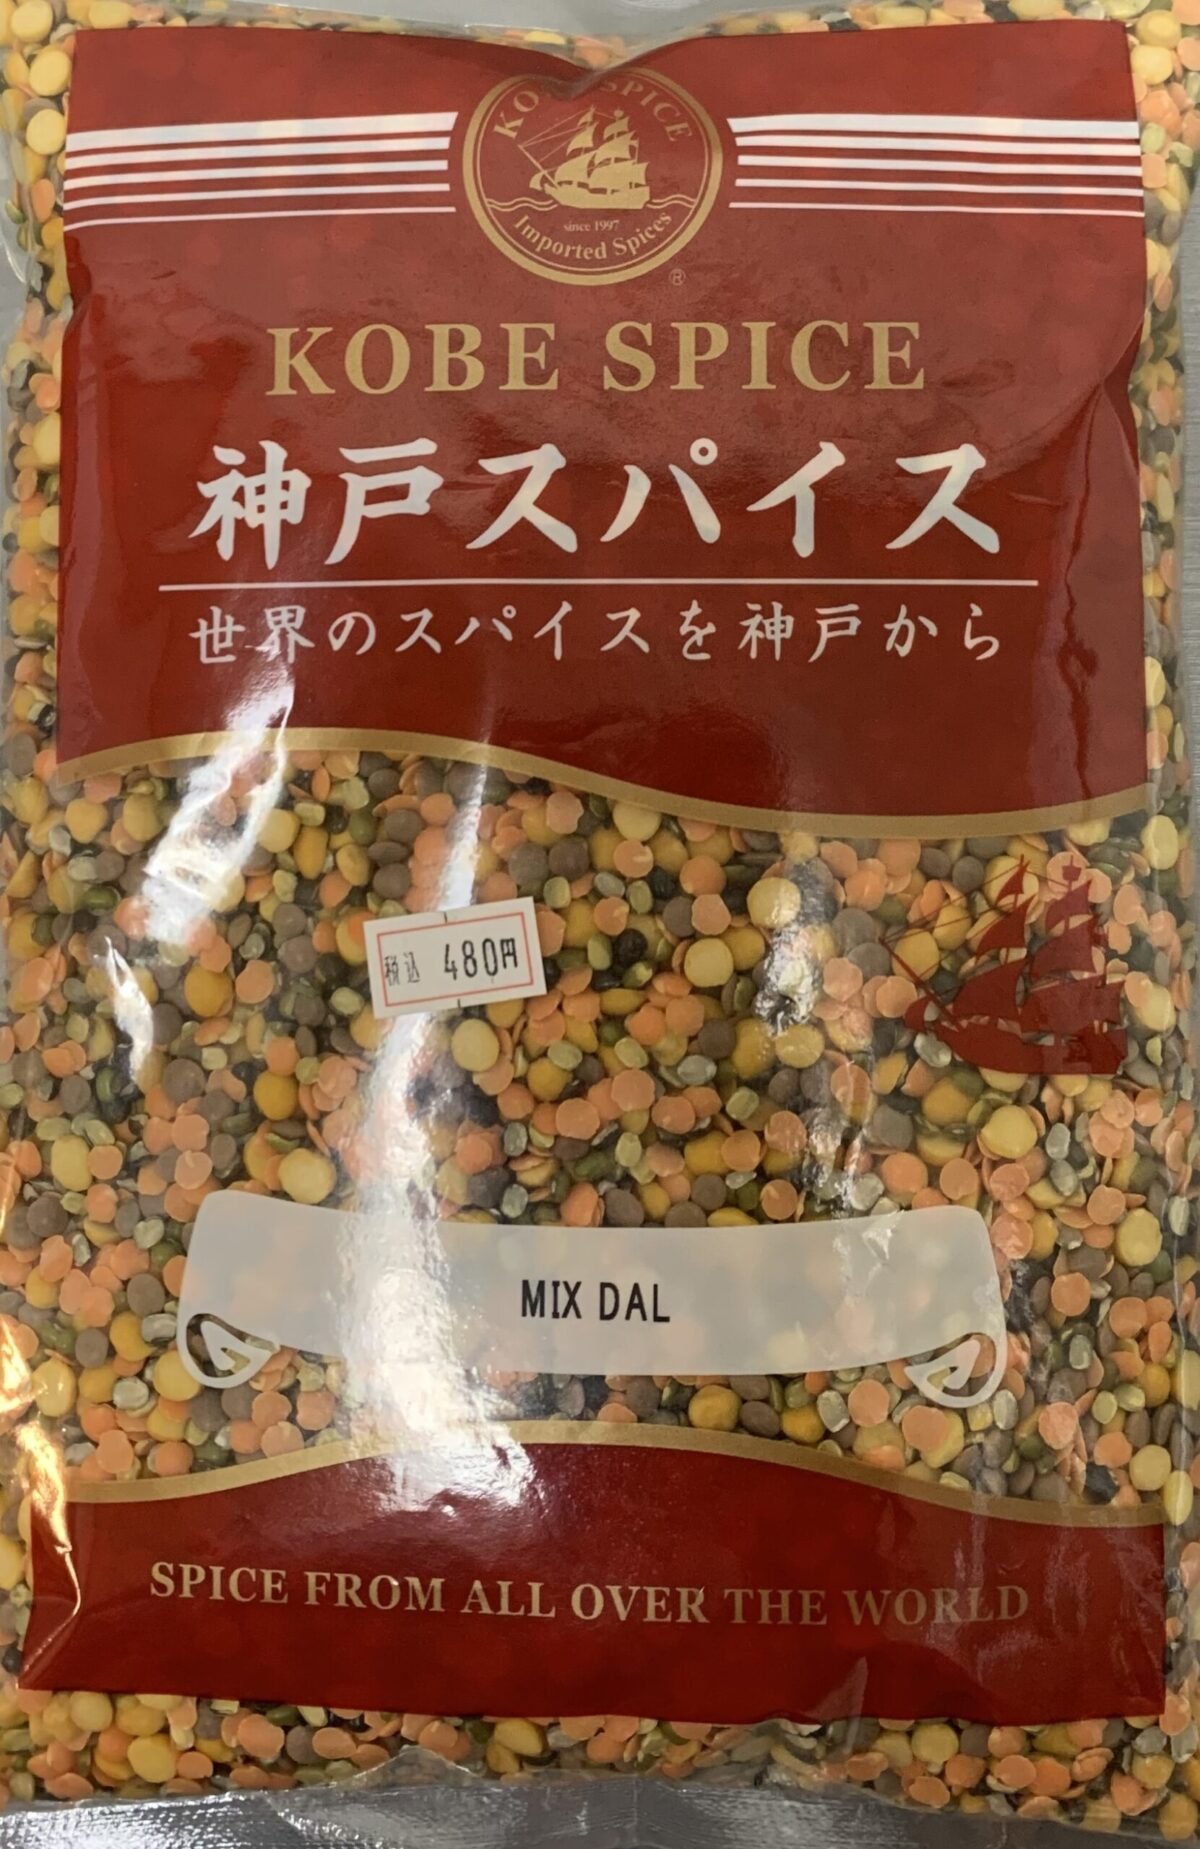 KOBE SPICE
since 1997
Imported Spices
®
KOBE SPICE
神戸スパイス
世界のスパイスを神戸から
税込 480円
MIX DAL
SPICE FROM ALL OVER THE WORLD